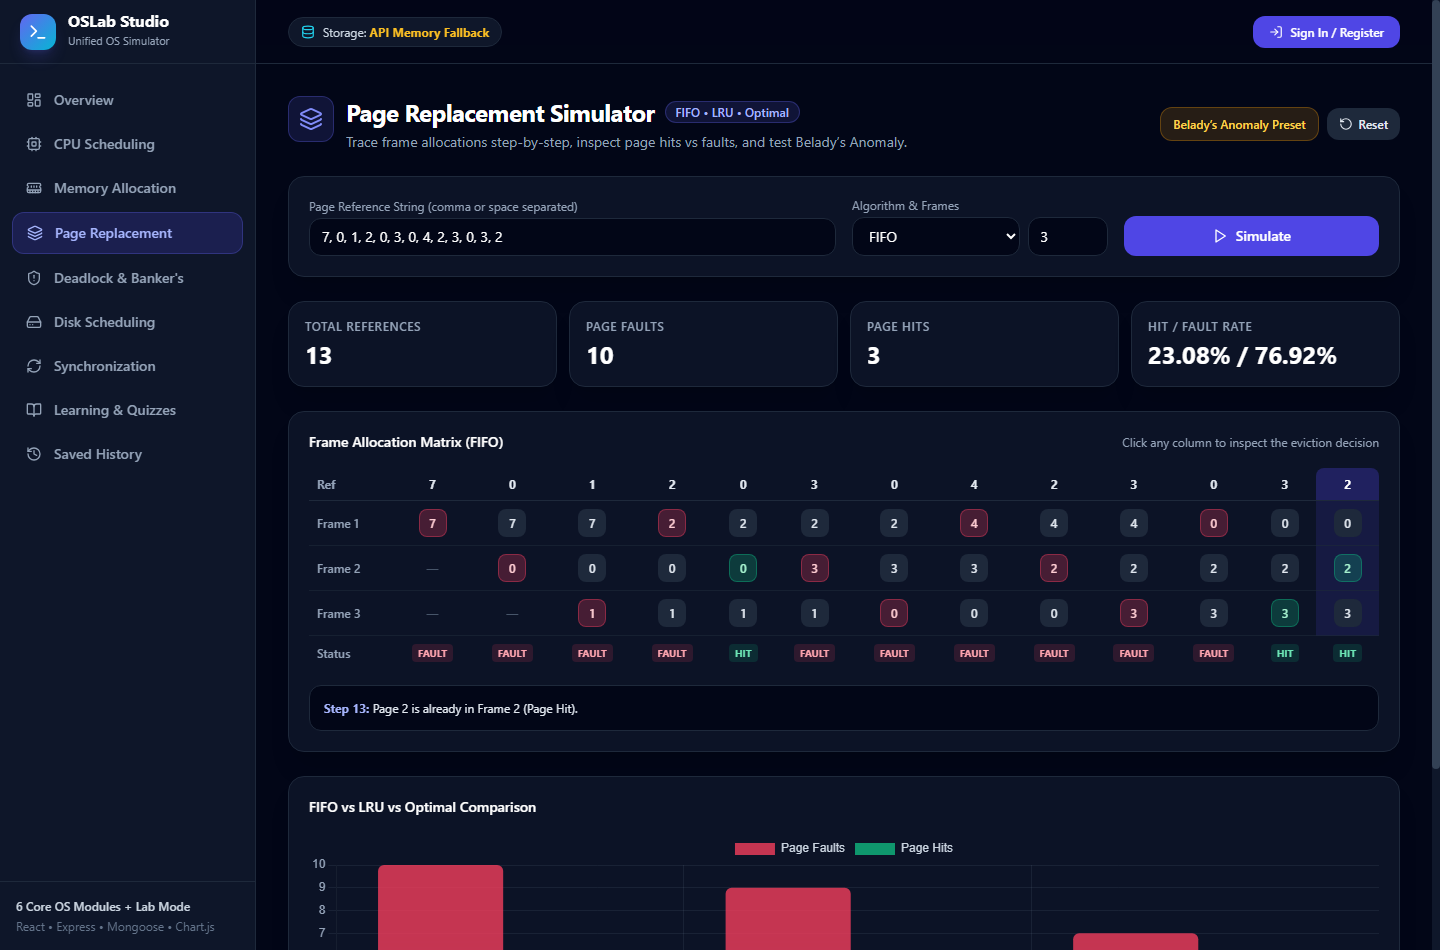 OSLab Studio
Unified OS Simulator
Overview
CPU Scheduling
Memory Allocation
Page Replacement
Deadlock & Banker's
Disk Scheduling
Synchronization
Learning & Quizzes
Saved History
6 Core OS Modules + Lab Mode
React • Express • Mongoose • Chart.js
Storage: API Memory Fallback
Sign In / Register
Page Replacement Simulator
FIFO • LRU • Optimal
Trace frame allocations step-by-step, inspect page hits vs faults, and test Belady’s Anomaly.
Belady’s Anomaly Preset
Reset
Page Reference String (comma or space separated)
7, 0, 1, 2, 0, 3, 0, 4, 2, 3, 0, 3, 2
Algorithm & Frames
FIFO
3
Simulate
TOTAL REFERENCES
13
PAGE FAULTS
10
PAGE HITS
3
HIT / FAULT RATE
23.08% / 76.92%
Frame Allocation Matrix (FIFO)
Click any column to inspect the eviction decision
Ref 7 0 1 2 0 3 0 4 2 3 0 3 2
Frame 1 7 7 7 2 2 2 2 4 4 4 0 0 0
Frame 2 — 0 0 0 0 3 3 3 2 2 2 2 2
Frame 3 — — 1 1 1 1 0 0 0 3 3 3 3
Status FAULT FAULT FAULT FAULT HIT FAULT FAULT FAULT FAULT FAULT FAULT HIT HIT
Step 13: Page 2 is already in Frame 2 (Page Hit).
FIFO vs LRU vs Optimal Comparison
Page Faults
Page Hits
10
9
8
7